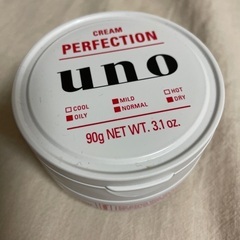 CREAM
PERFECTION
uno
COOL MILD HOT
OILY NORMAL DRY
90g NET WT. 3.1 oz.